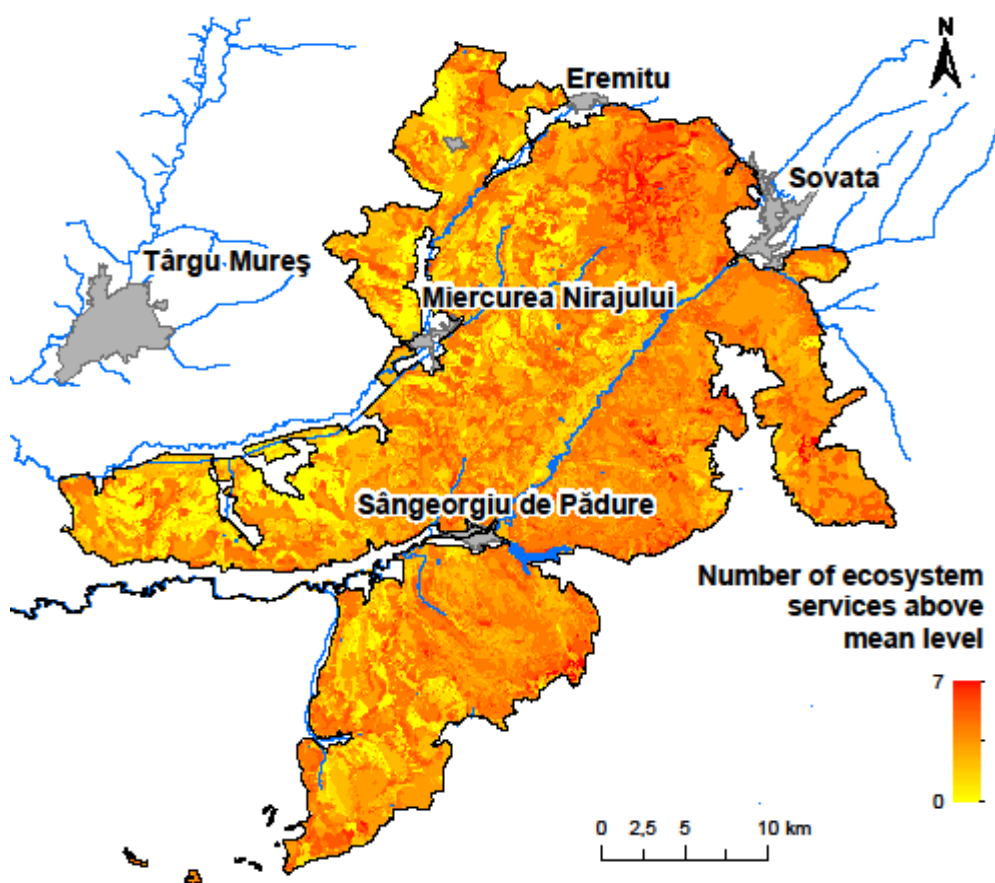 N
Eremitu
Sovata
Târgu Mureş
Miercurea Nirajului
Sângeorgiu de Pădure
Number of ecosystem
services above
mean level
7
0
0 2,5 5 10 km